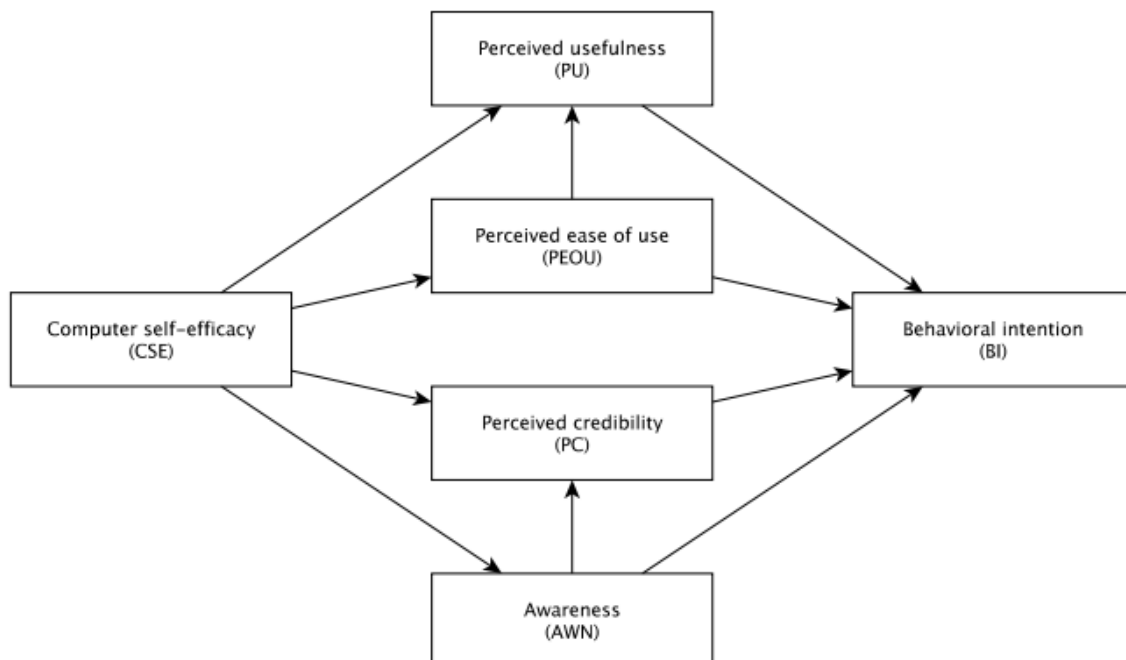 Perceived usefulness
(PU)
Perceived ease of use
(PEOU)
Computer self-efficacy
(CSE)
Behavioral intention
(BI)
Perceived credibility
(PC)
Awareness
(AWN)